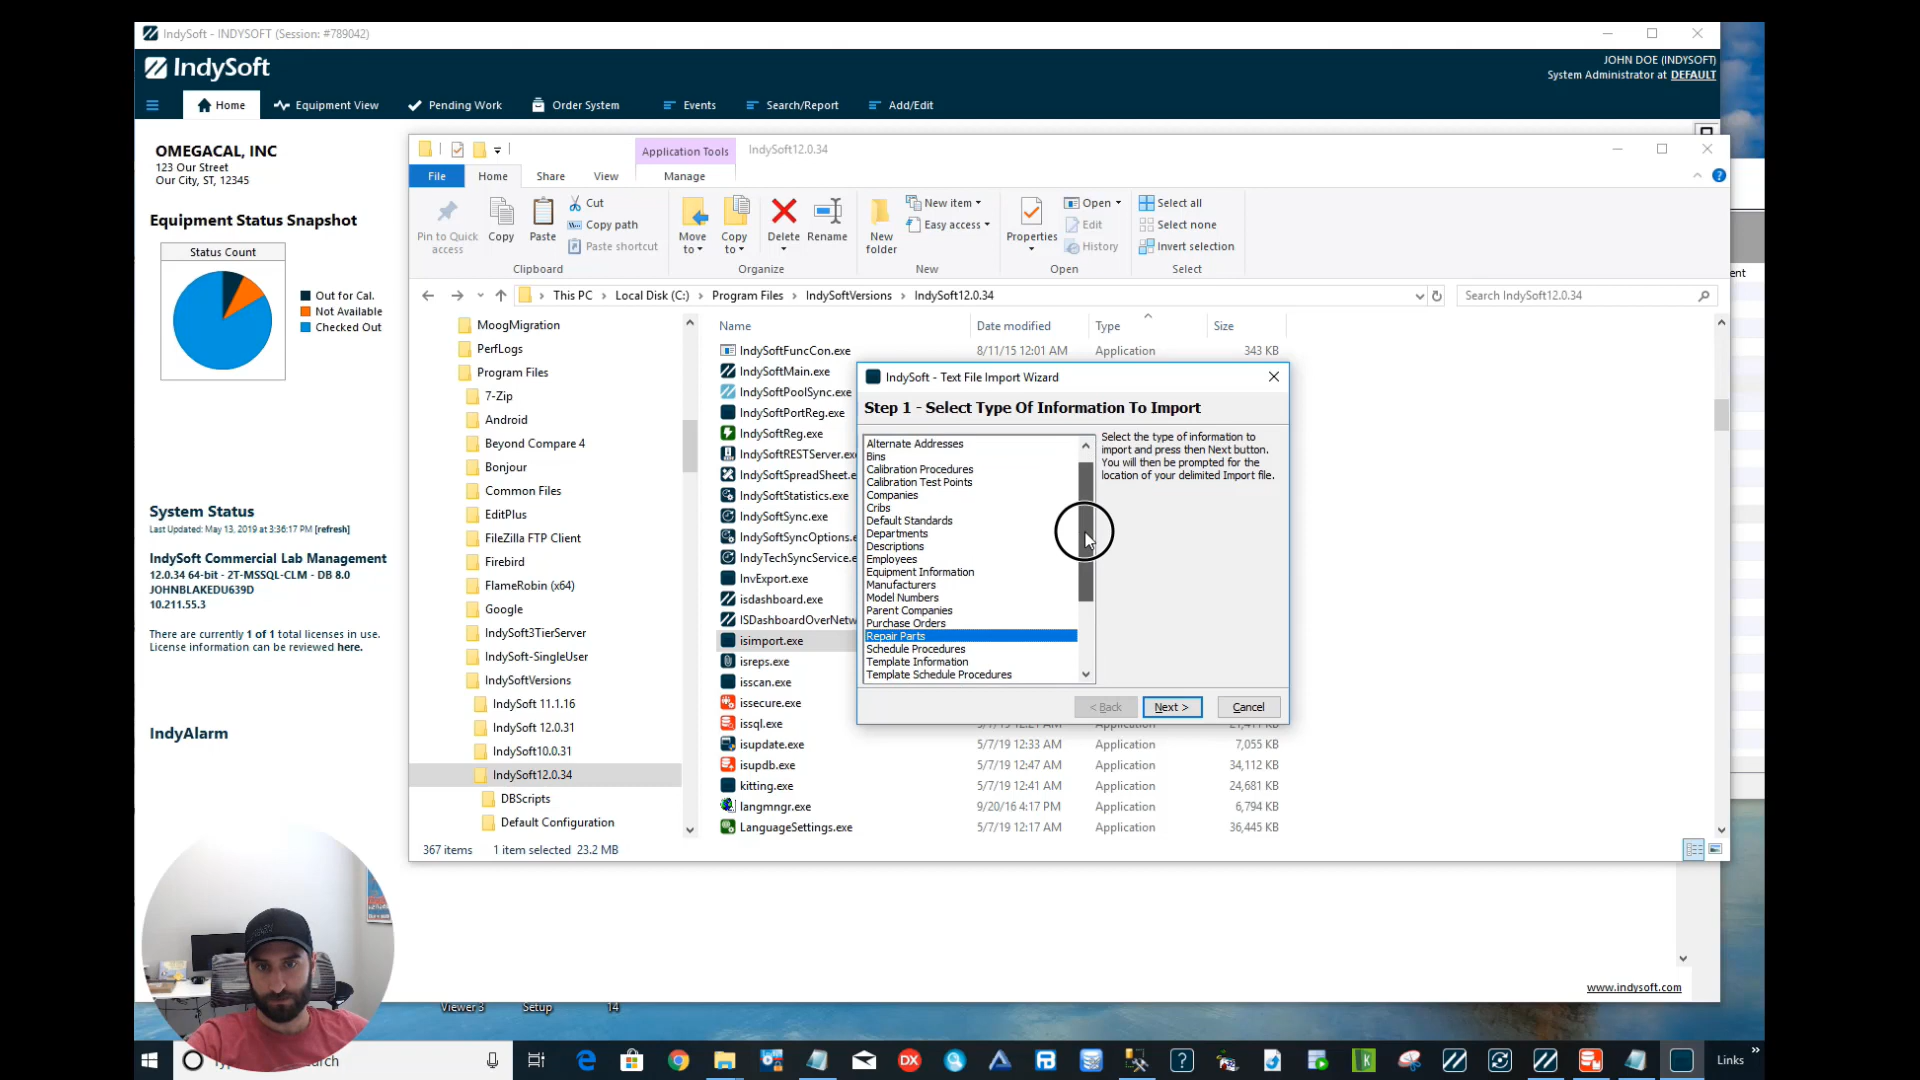 IndySoft - INDYSOFT (Session: #789042)
IndySoft
JOHN DOE (INDYSOFT)
System Administrator at DEFAULT
Home
Equipment View
Pending Work
Order System
Events
Search/Report
Add/Edit
OMEGACAL, INC
123 Our Street
Our City, ST, 12345
Equipment Status Snapshot
Status Count
Out for Cal.
Not Available
Checked Out
System Status
Last Updated: May 13, 2019 at 3:36:17 PM [refresh]
IndySoft Commercial Lab Management
12.0.34 64-bit - 2T-MSSQL-CLM - DB 8.0
JOHNBLAKEDU639D
10.211.55.3
There are currently 1 of 1 total licenses in use.
License information can be reviewed here.
IndyAlarm
Application Tools
IndySoft12.0.34
File
Home
Share
View
Manage
Pin to Quick access
Copy
Paste
Cut
Copy path
Paste shortcut
Clipboard
Move to
Copy to
Delete
Rename
Organize
New folder
New item
Easy access
New
Properties
Open
Edit
History
Open
Select all
Select none
Invert selection
Select
This PC > Local Disk (C:) > Program Files > IndySoftVersions > IndySoft12.0.34
Search IndySoft12.0.34
MoogMigration
PerfLogs
Program Files
7-Zip
Android
Beyond Compare 4
Bonjour
Common Files
EditPlus
FileZilla FTP Client
Firebird
FlameRobin (x64)
Google
IndySoft3TierServer
IndySoft-SingleUser
IndySoftVersions
IndySoft 11.1.16
IndySoft 12.0.31
IndySoft10.0.31
IndySoft12.0.34
DBScripts
Default Configuration
Name
Date modified
Type
Size
IndySoftFuncCon.exe 8/11/15 12:01 AM Application 343 KB
IndySoftMain.exe
IndySoftPoolSync.exe
IndySoftPortReg.exe
IndySoftReg.exe
IndySoftRESTServer.exe
IndySoftSpreadSheet.e
IndySoftStatistics.exe
IndySoftSync.exe
IndySoftSyncOptions.e
IndyTechSyncService.e
InvExport.exe
isdashboard.exe
ISDashboardOverNetw
isimport.exe
isreps.exe
isscan.exe
issecure.exe
issql.exe
isupdate.exe 5/7/19 12:33 AM Application 7,055 KB
isupdb.exe 5/7/19 12:47 AM Application 34,112 KB
kitting.exe 5/7/19 12:41 AM Application 24,681 KB
langmngr.exe 9/20/16 4:17 PM Application 6,794 KB
LanguageSettings.exe 5/7/19 12:17 AM Application 36,445 KB
367 items
1 item selected 23.2 MB
IndySoft - Text File Import Wizard
Step 1 - Select Type Of Information To Import
Alternate Addresses
Bins
Calibration Procedures
Calibration Test Points
Companies
Cribs
Default Standards
Departments
Descriptions
Employees
Equipment Information
Manufacturers
Model Numbers
Parent Companies
Purchase Orders
Repair Parts
Schedule Procedures
Template Information
Template Schedule Procedures
Select the type of information to
import and press then Next button.
You will then be prompted for the
location of your delimited Import file.
< Back
Next >
Cancel
ent
www.indysoft.com
Viewer 3
Setup
14
Links